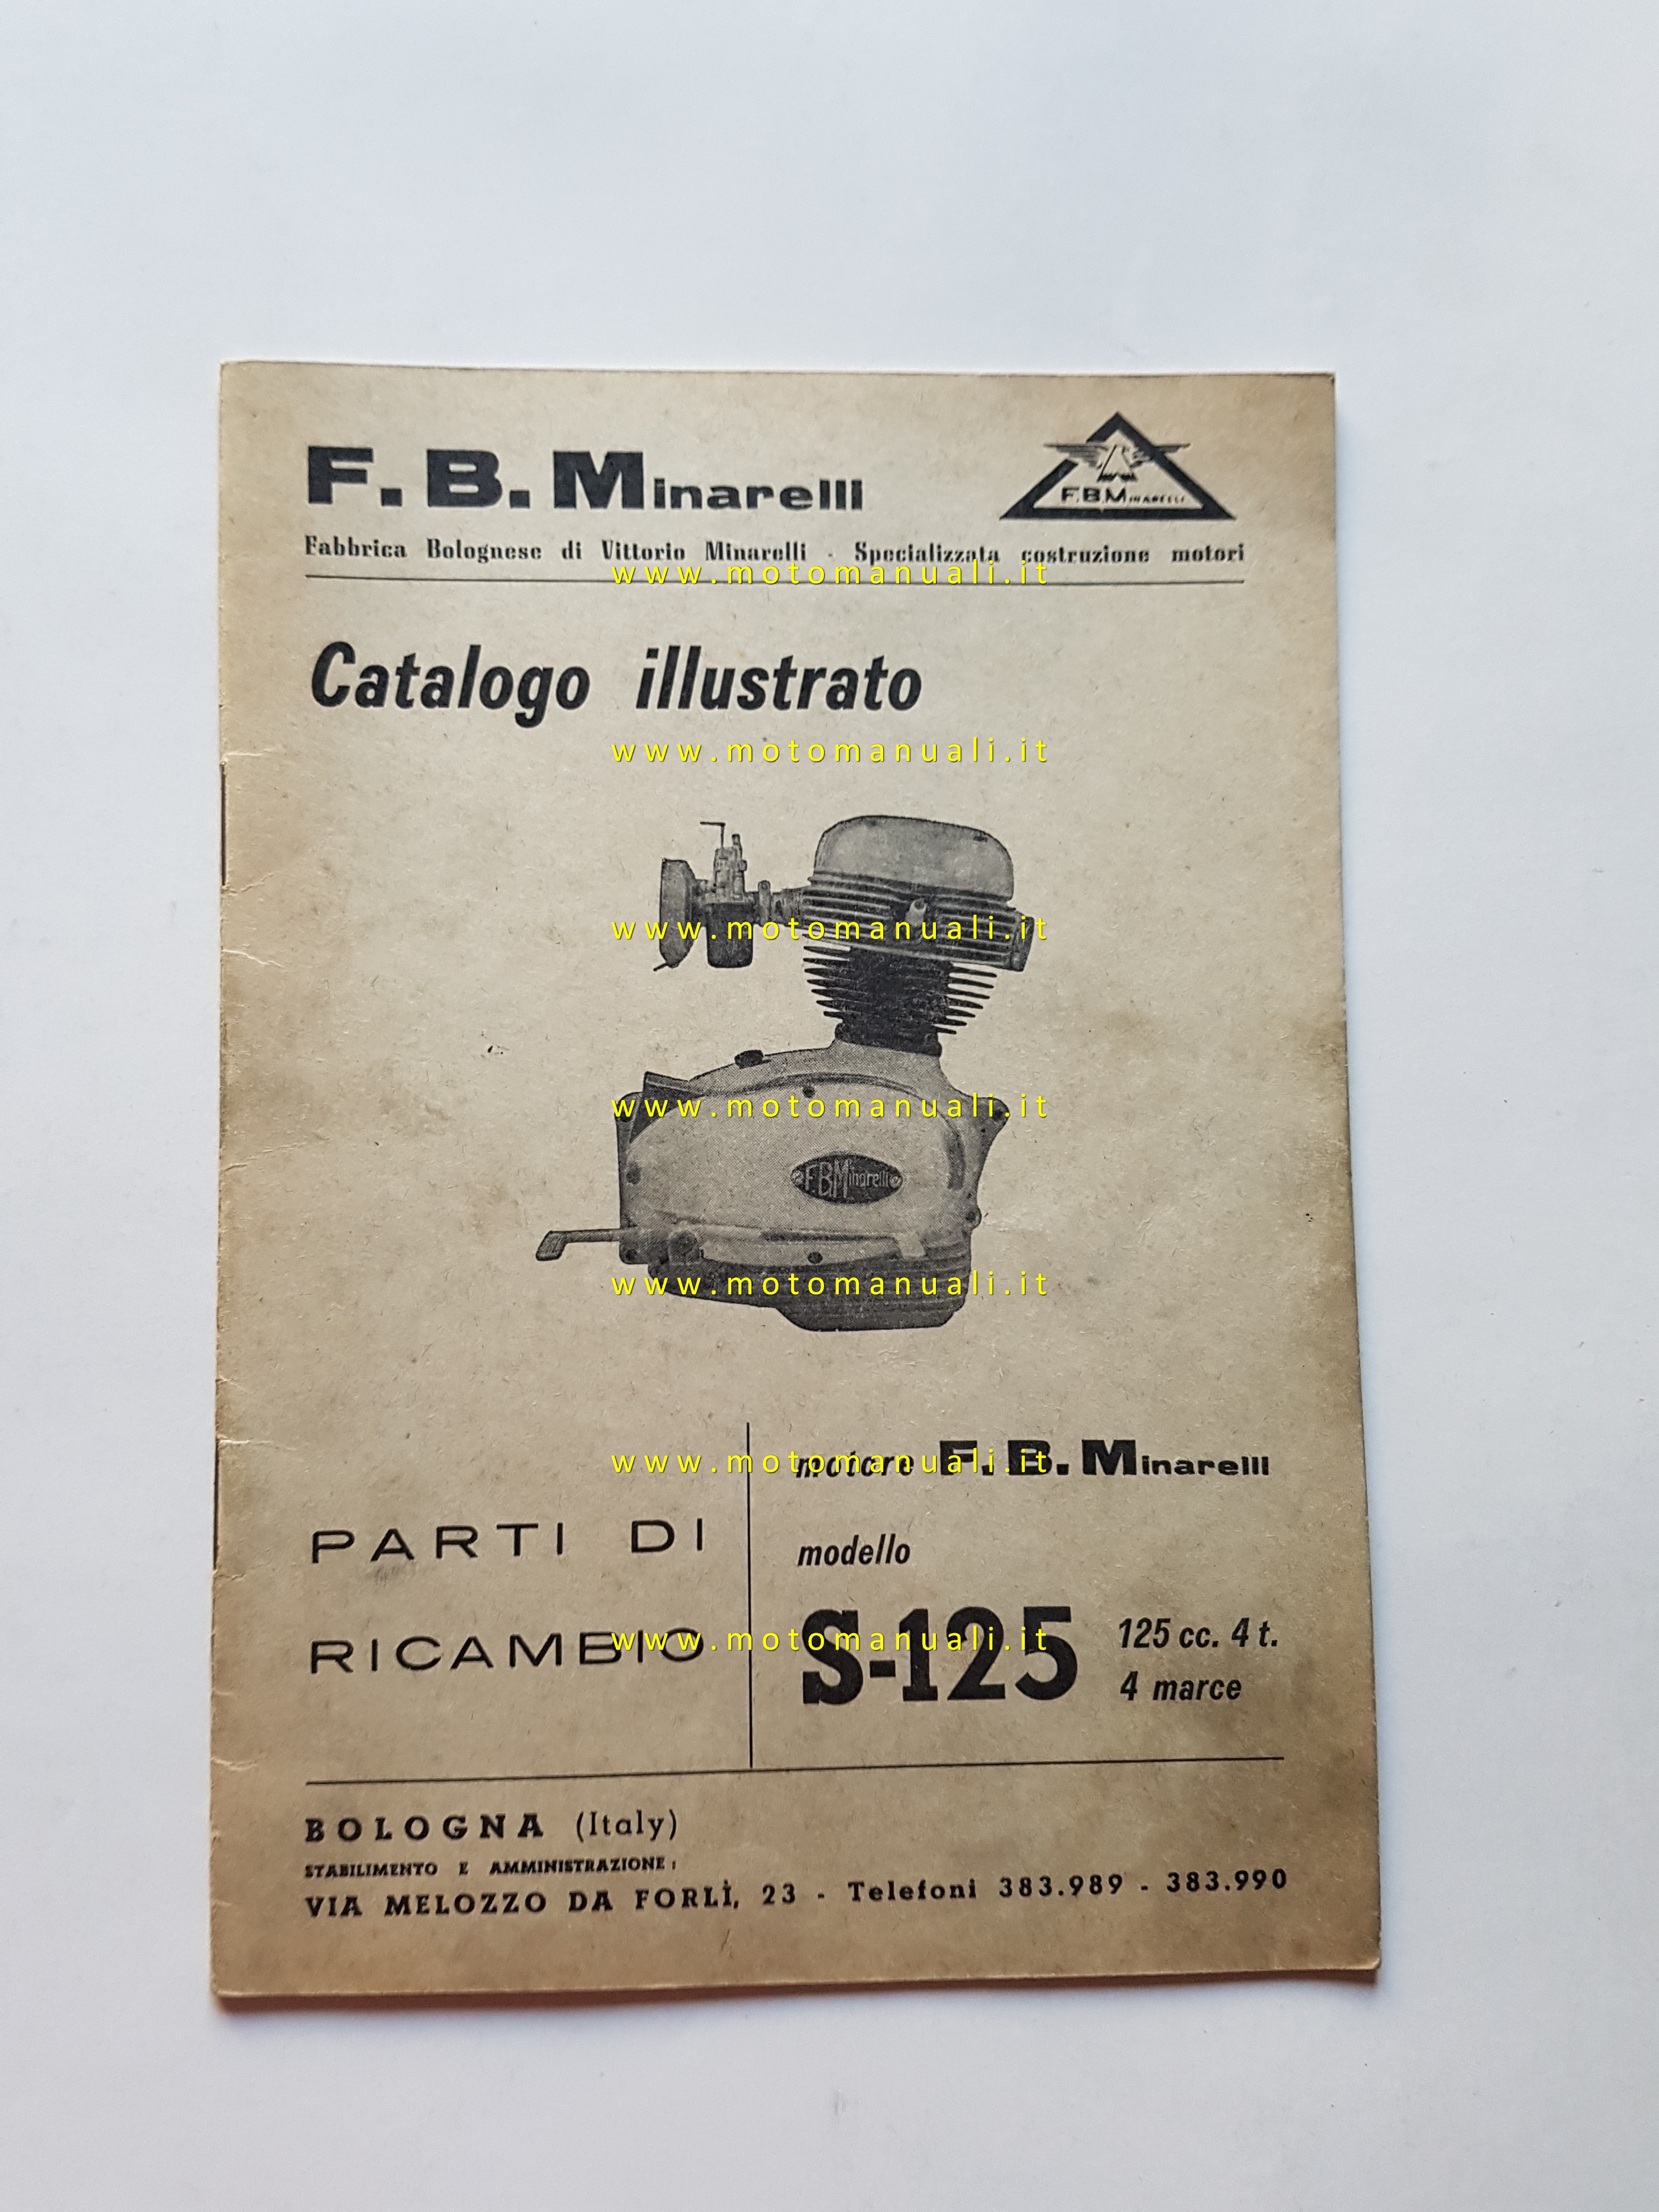 F. B. Minarelli
F.B.MINARELLI
Fabbrica Bolognese di Vittorio Minarelli - Specializzata costruzione motori
www.motomanuali.it
Catalogo illustrato
www.motomanuali.it
www.motomanuali.it
www.motomanuali.it
F.B.Minarelli
www.motomanuali.it
motore F. B. Minarelli
www.motomanuali.it
PARTI DI
modello
RICAMBIO
S-125
125 cc. 4 t.
www.motomanuali.it
4 marce
BOLOGNA (Italy)
STABILIMENTO E AMMINISTRAZIONE:
VIA MELOZZO DA FORLÌ, 23 - Telefoni 383.989 - 383.990